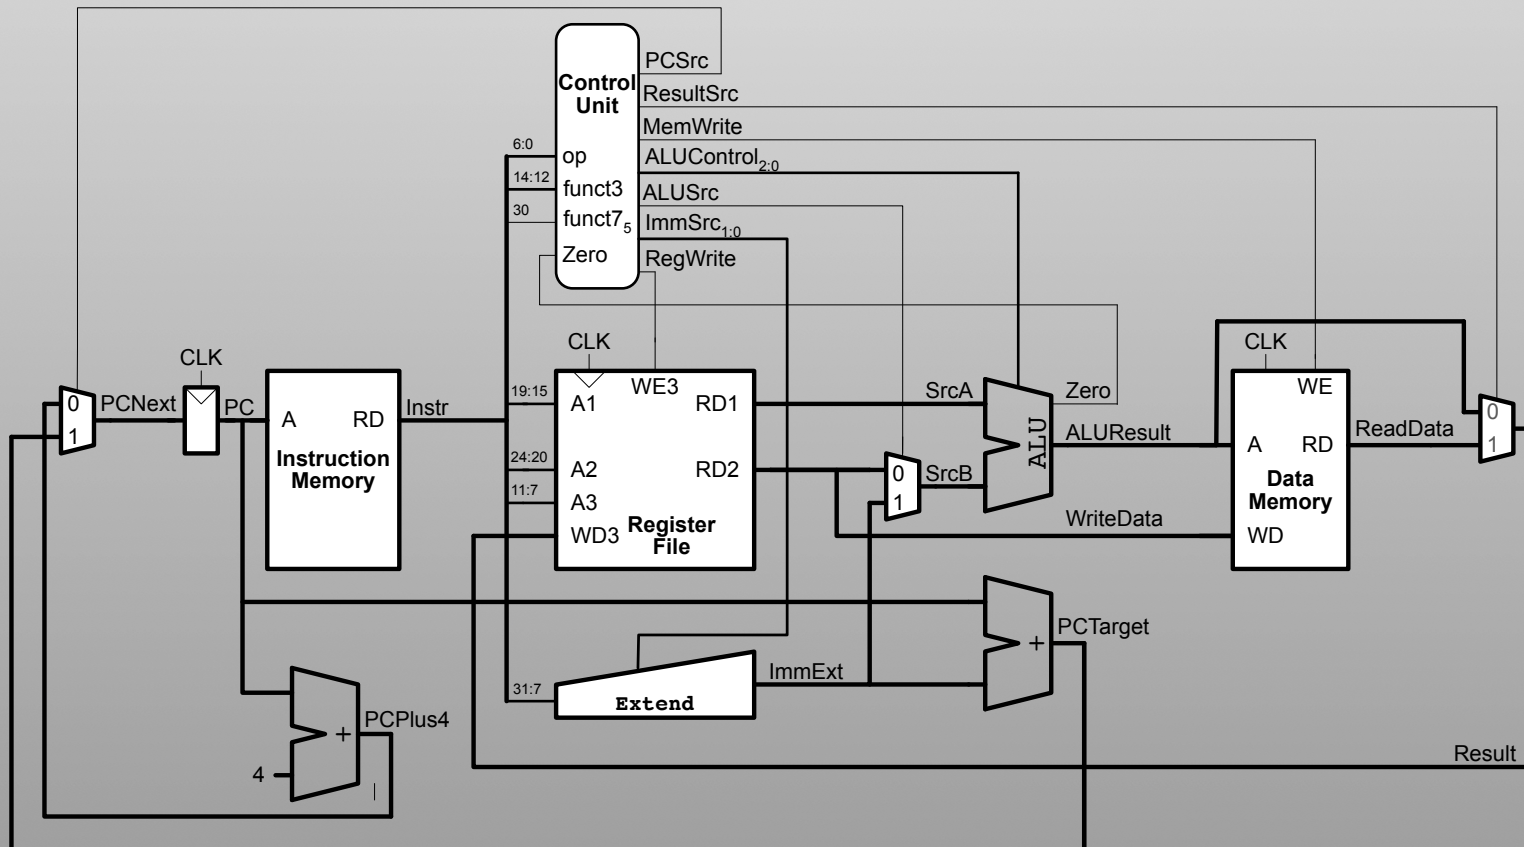 PCSrc
Control
Unit
ResultSrc
MemWrite
6:0
op
ALUControl2:0
14:12
funct3
ALUSrc
30
funct75
ImmSrc1:0
Zero
RegWrite
CLK
CLK
CLK
0
1
PCNext
PC
A
RD
Instruction
Memory
Instr
19:15
A1
WE3
RD1
24:20
A2
RD2
11:7
A3
WD3
Register
File
SrcA
0
1
SrcB
ALU
Zero
ALUResult
WriteData
WE
A
RD
Data
Memory
WD
ReadData
0
1
+
PCTarget
31:7
Extend
ImmExt
+
PCPlus4
4
Result